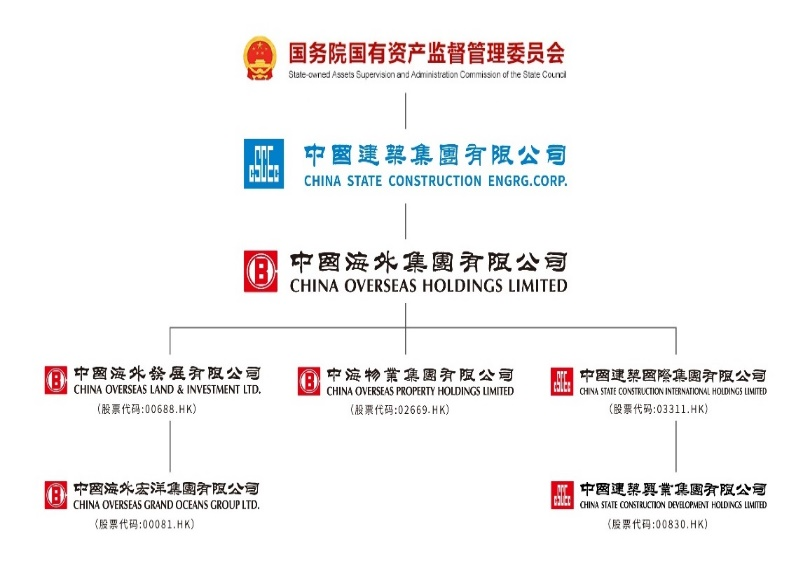 国务院国有资产监督管理委员会
State-owned Assets Supervision and Administration Commission of the State Council
CSCEC
中國建築集團有限公司
CHINA STATE CONSTRUCTION ENGRG.CORP.
中國海外集團有限公司
CHINA OVERSEAS HOLDINGS LIMITED
中國海外發展有限公司
CHINA OVERSEAS LAND & INVESTMENT LTD.
(股票代码:00688.HK)
中海物業集團有限公司
CHINA OVERSEAS PROPERTY HOLDINGS LIMITED
(股票代码:02669.HK)
CSCEC
中國建築國際集團有限公司
CHINA STATE CONSTRUCTION INTERNATIONAL HOLDINGS LIMITED
(股票代码:03311.HK)
中國海外宏洋集團有限公司
CHINA OVERSEAS GRAND OCEANS GROUP LTD.
(股票代码:00081.HK)
CSCEC
中國建築興業集團有限公司
CHINA STATE CONSTRUCTION DEVELOPMENT HOLDINGS LIMITED
(股票代码:00830.HK)